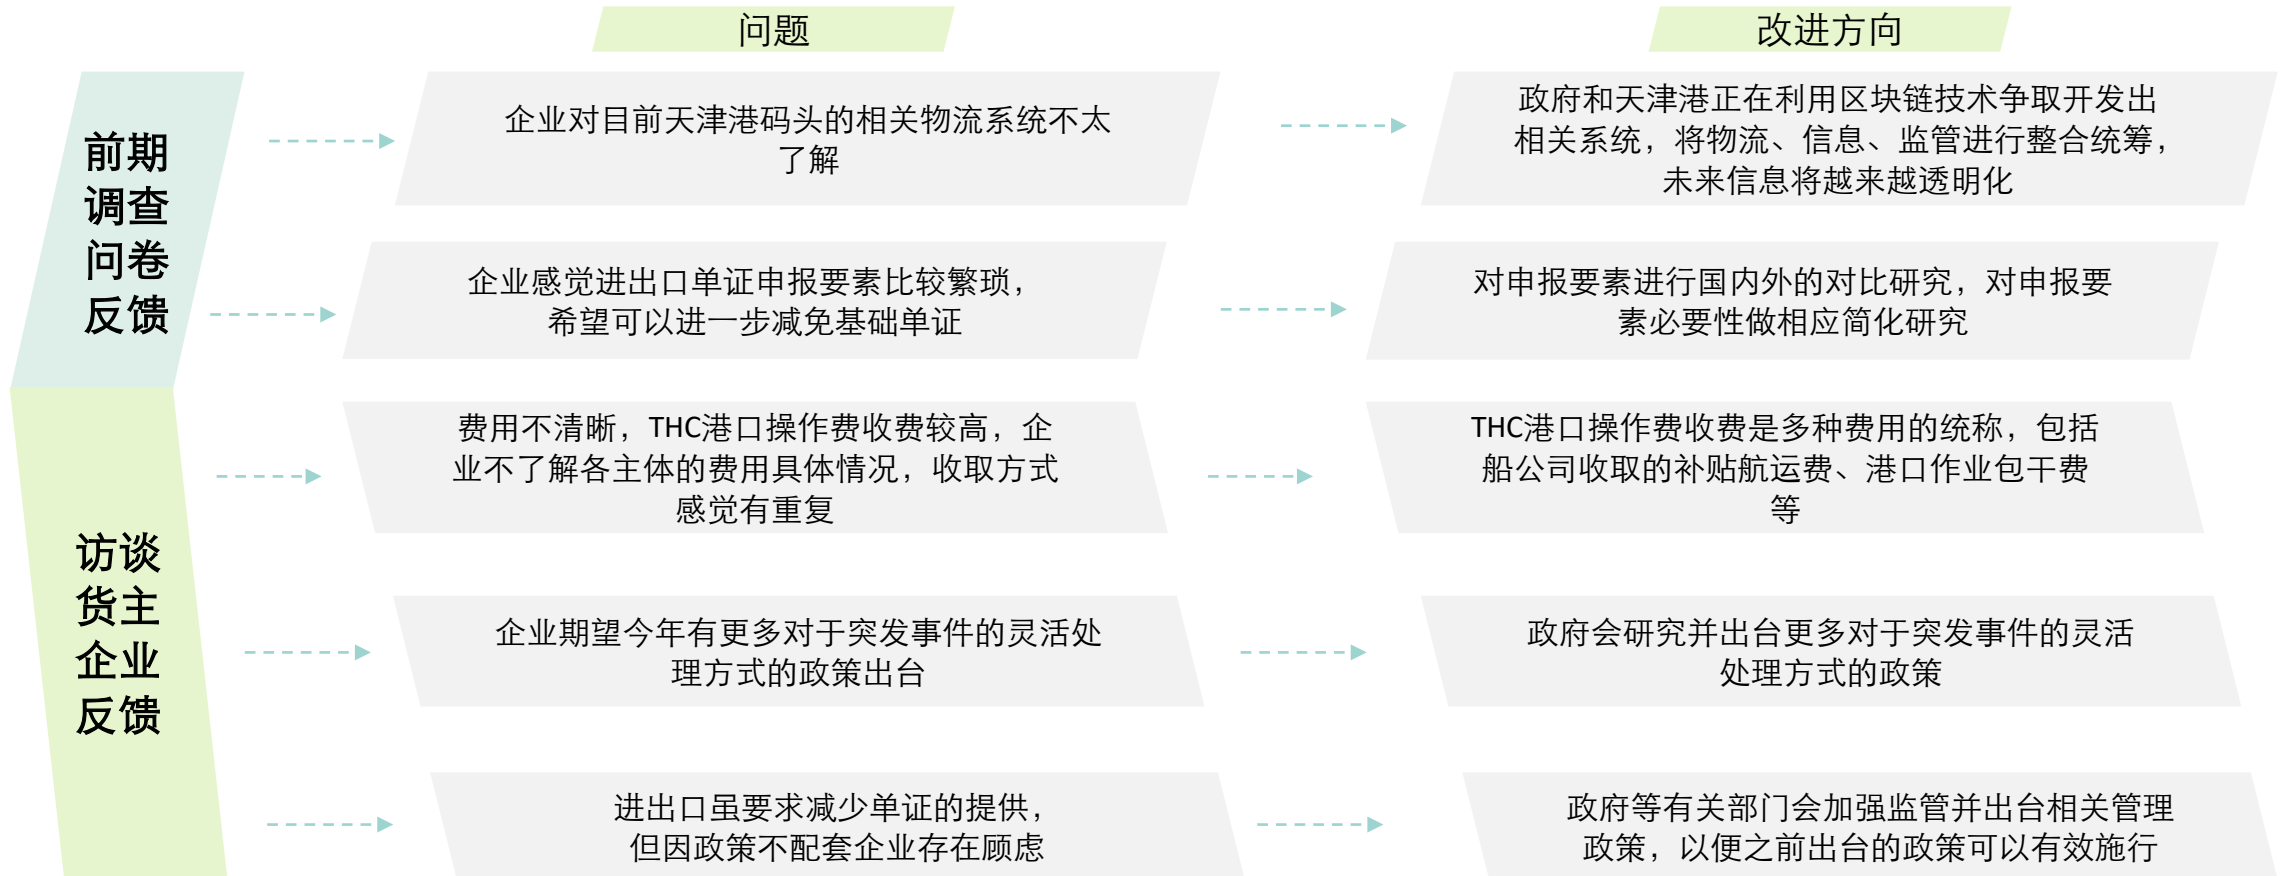 问题
改进方向
前期
调查
问卷
反馈
企业对目前天津港码头的相关物流系统不太
了解
政府和天津港正在利用区块链技术争取开发出
相关系统，将物流、信息、监管进行整合统筹，
未来信息将越来越透明化
企业感觉进出口单证申报要素比较繁琐，
希望可以进一步减免基础单证
对申报要素进行国内外的对比研究，对申报要
素必要性做相应简化研究
访谈
货主
企业
反馈
费用不清晰，THC港口操作费收费较高，企
业不了解各主体的费用具体情况，收取方式
感觉有重复
THC港口操作费收费是多种费用的统称，包括
船公司收取的补贴航运费、港口作业包干费
等
企业期望今年有更多对于突发事件的灵活处
理方式的政策出台
政府会研究并出台更多对于突发事件的灵活
处理方式的政策
进出口虽要求减少单证的提供，
但因政策不配套企业存在顾虑
政府等有关部门会加强监管并出台相关管理
政策，以便之前出台的政策可以有效施行